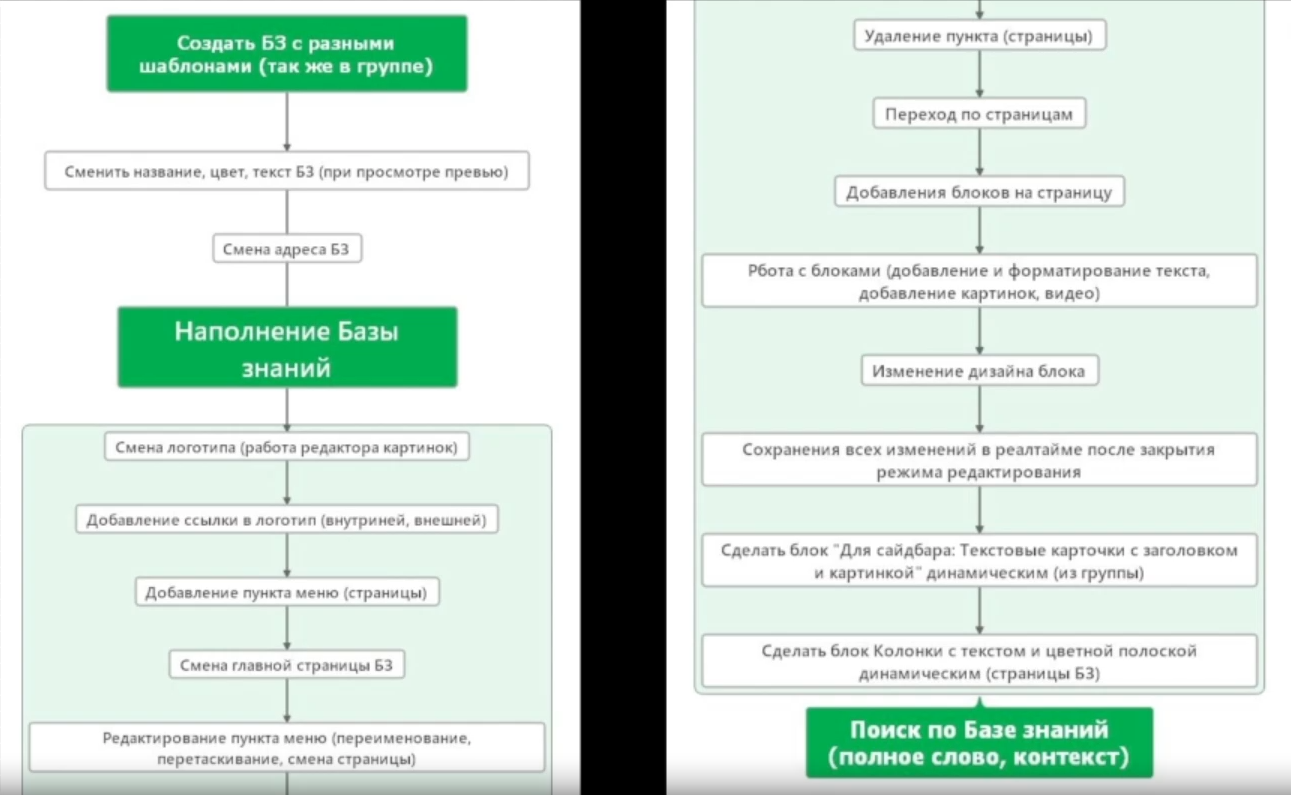 Создать БЗ с разными
шаблонами (так же в группе)
Сменить название, цвет, текст БЗ (при просмотре превью)
Смена адреса БЗ
Наполнение Базы
знаний
Смена логотипа (работа редактора картинок)
Добавление ссылки в логотип (внутриней, внешней)
Добавление пункта меню (страницы)
Смена главной страницы БЗ
Редактирование пункта меню (переименование,
перетаскивание, смена страницы)
Удаление пункта (страницы)
Переход по страницам
Добавления блоков на страницу
Рбота с блоками (добавление и форматирование текста,
добавление картинок, видео)
Изменение дизайна блока
Сохранения всех изменений в реалтайме после закрытия
режима редактирования
Сделать блок "Для сайдбара: Текстовые карточки с заголовком
и картинкой" динамическим (из группы)
Сделать блок Колонки с текстом и цветной полоской
динамическим (страницы БЗ)
Поиск по Базе знаний
(полное слово, контекст)